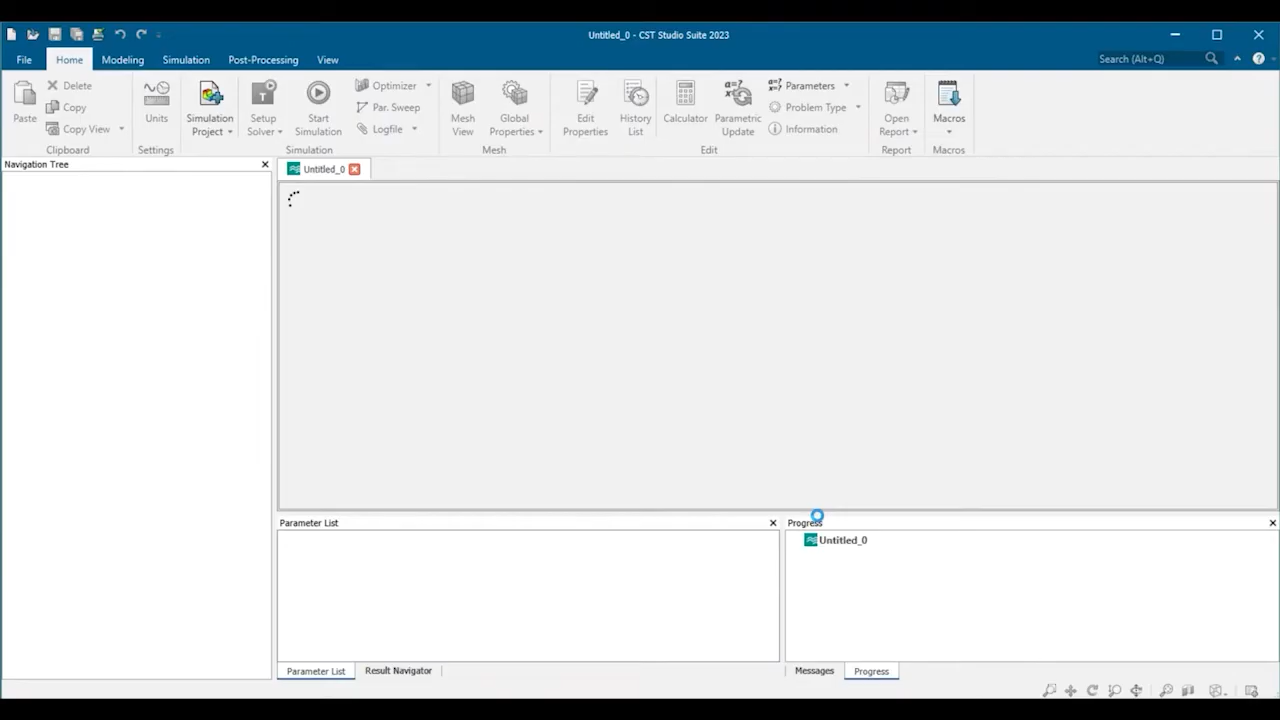 Untitled_0 - CST Studio Suite 2023
File Home Modeling Simulation Post-Processing View
Search (Alt+Q)
Paste
Delete
Copy
Copy View
Clipboard
Units
Settings
Simulation
Project
Setup
Solver
Start
Simulation
Optimizer
Par. Sweep
Logfile
Simulation
Mesh
View
Global
Properties
Mesh
Edit
Properties
History
List
Calculator
Parametric
Update
Parameters
Problem Type
Information
Edit
Open
Report
Report
Macros
Macros
Navigation Tree
Untitled_0
Parameter List
Progress
Untitled_0
Parameter List Result Navigator
Messages Progress